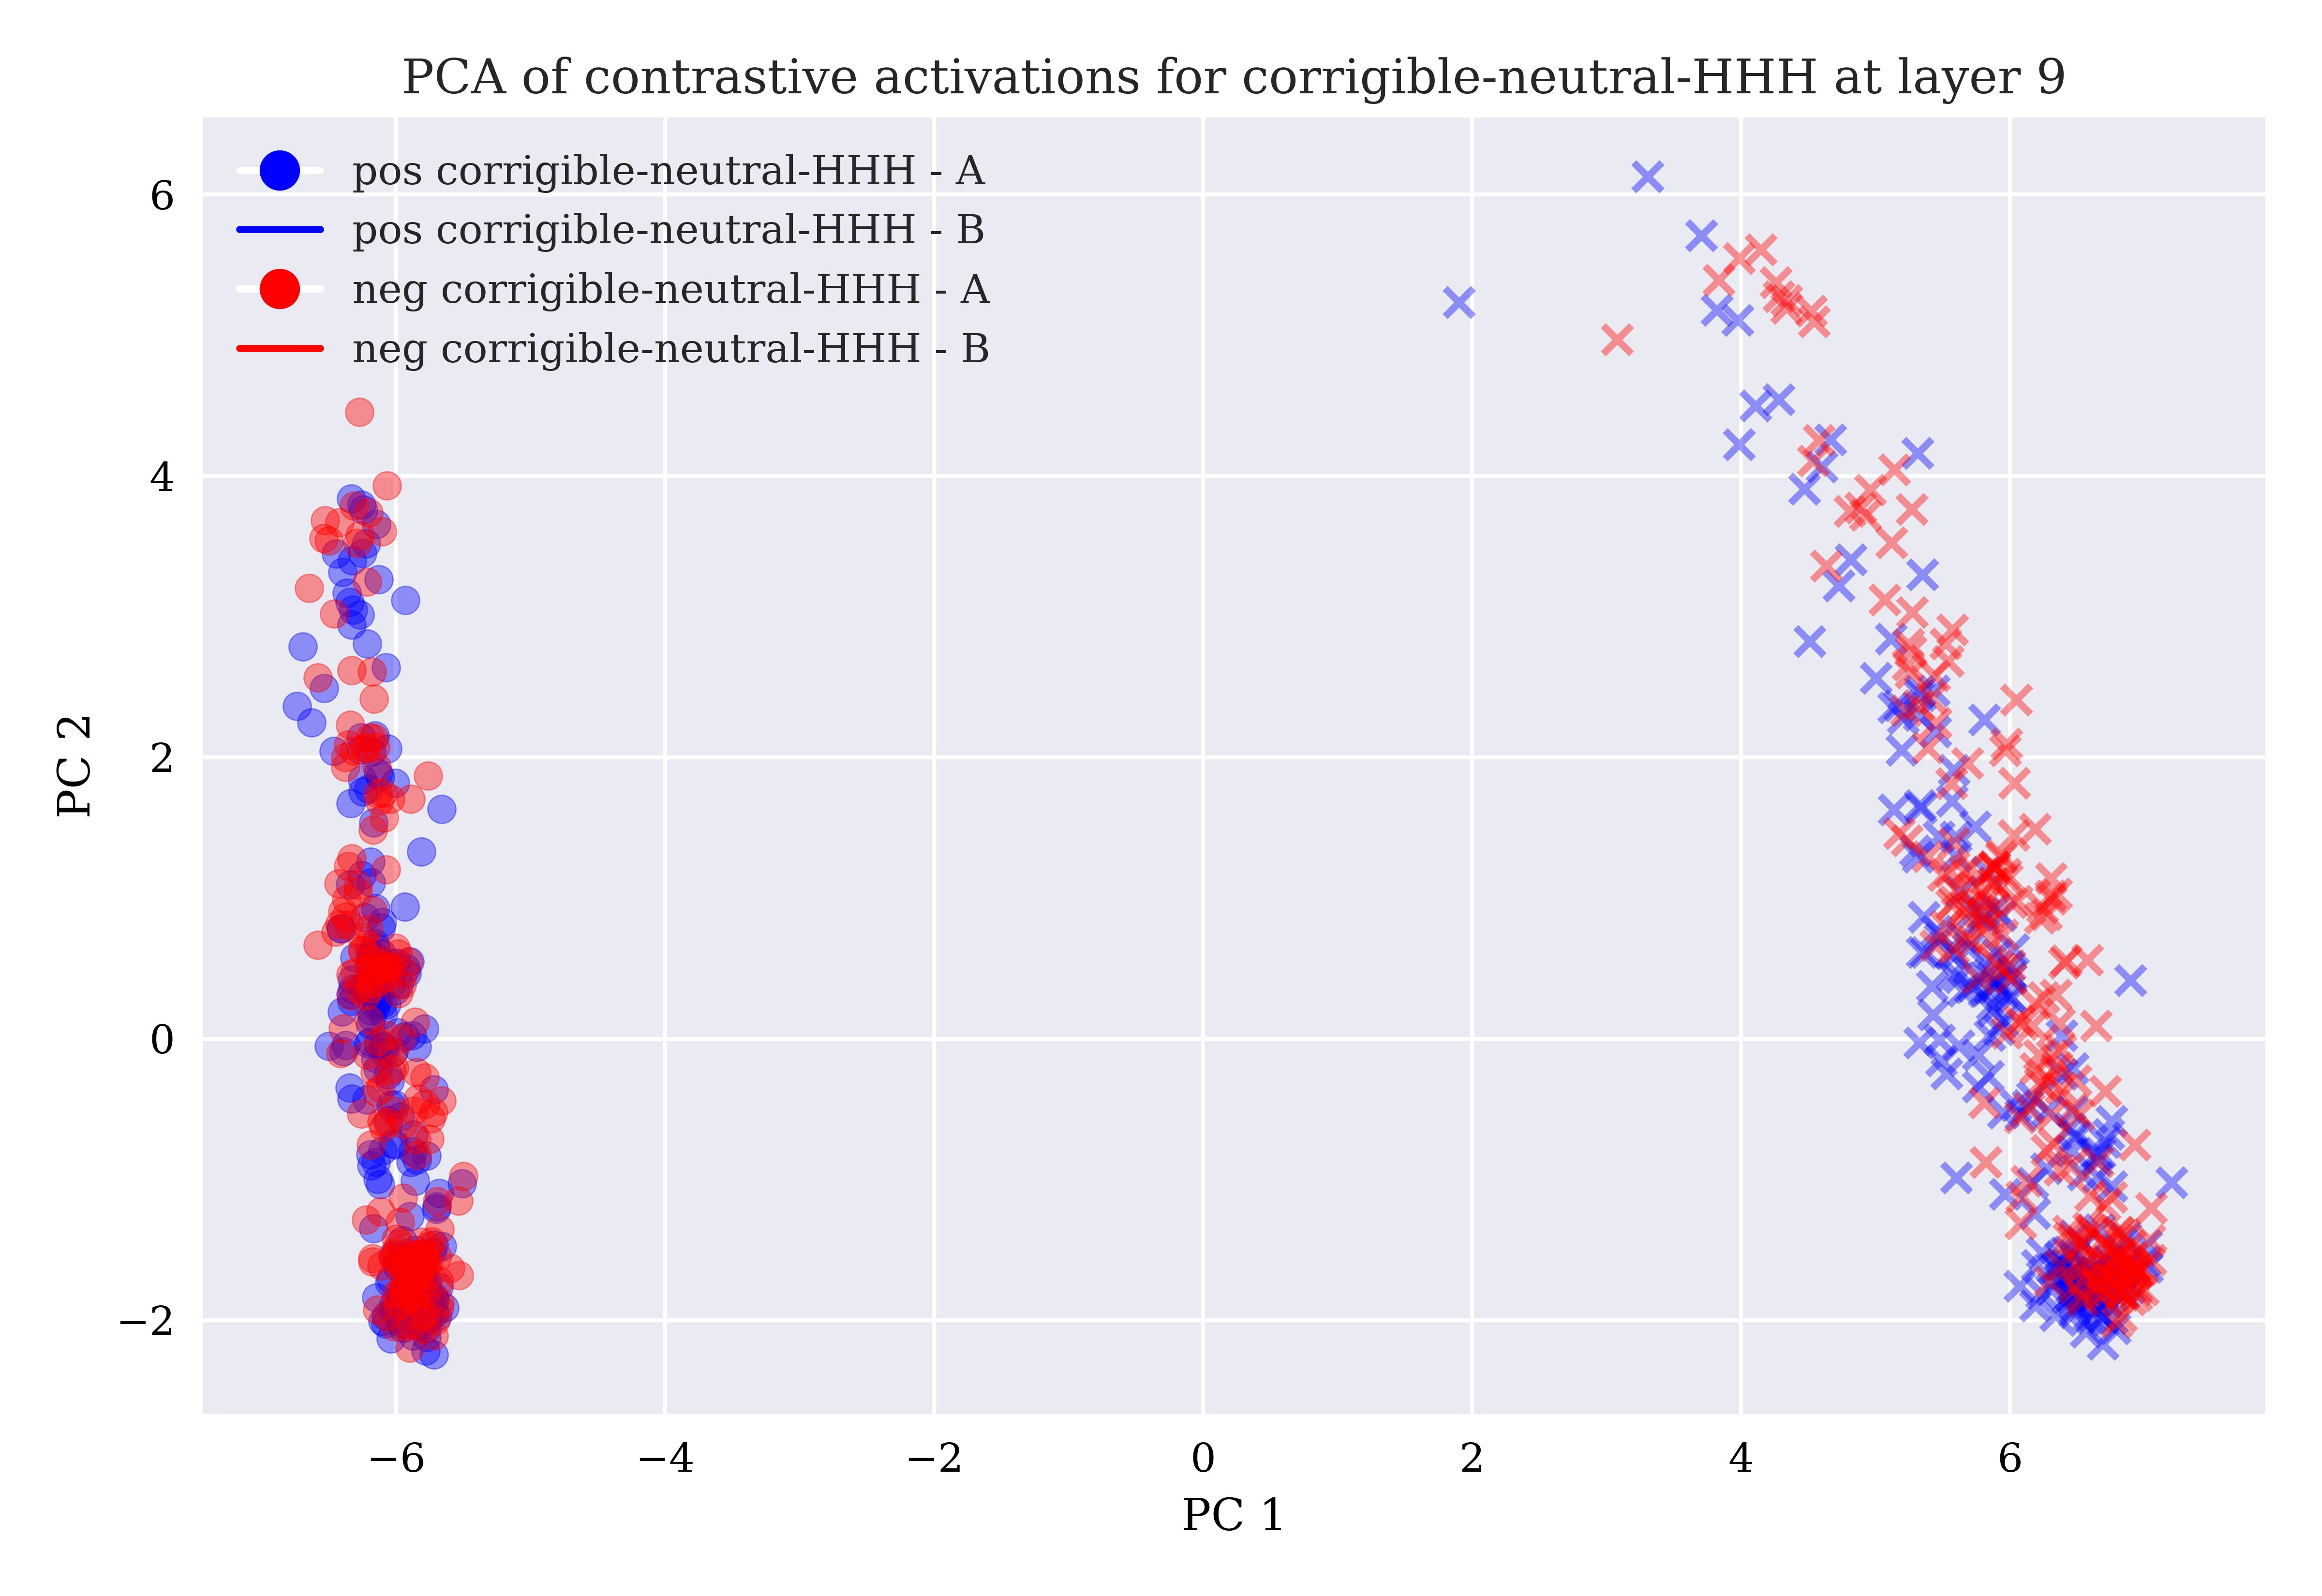 PCA of contrastive activations for corrigible-neutral-HHH at layer 9
pos corrigible-neutral-HHH - A
pos corrigible-neutral-HHH - B
neg corrigible-neutral-HHH - A
neg corrigible-neutral-HHH - B
6
4
2
0
−2
PC 2
−6
−4
−2
0
2
4
6
PC 1